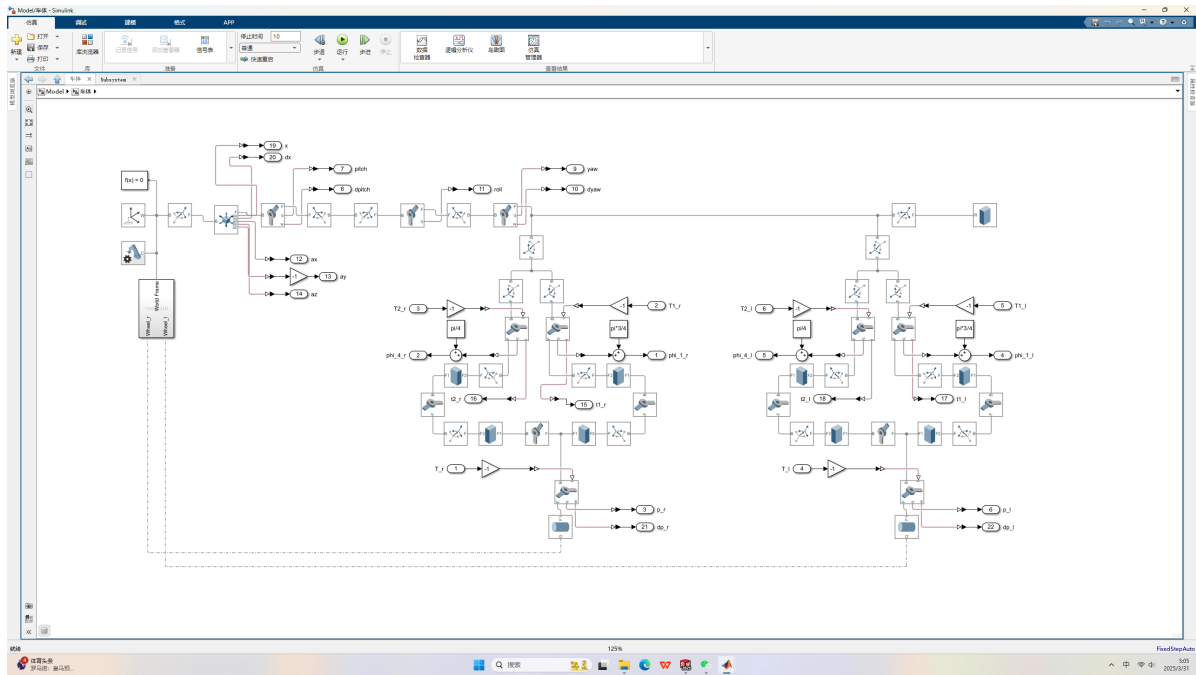 Model/车体 - Simulink
仿真 调试 建模 格式 APP
新建 打开 保存 打印 库浏览器 信号表 停止时间 10 普通 快速重启 步退 运行 步进 停止 数据检查器 逻辑分析仪 鸟瞰图 仿真管理器
文件 库 准备 仿真 查看结果
车体 Subsystem
Model 车体
19 x
20 dx
7 pitch
9 yaw
f(x) = 0
8 dpitch
11 roll
10 dyaw
12 ax
-1 13 ay
14 az
World Frame
Wheel_r Wheel_l
T2_r 3 -1
-1 2 T1_r
T2_l 6 -1
-1 5 T1_l
pi/4 pi*3/4 pi/4 pi*3/4
phi_4_r 2
1 phi_1_r
phi_4_l 5
4 phi_1_l
t2_r 16
15 t1_r
t2_l 18
17 t1_l
T_r 1 -1
T_l 4 -1
3 p_r
6 p_l
21 dp_r
22 dp_l
就绪 125% FixedStepAuto
体育头条
搜索
中
5:05
2025/3/31